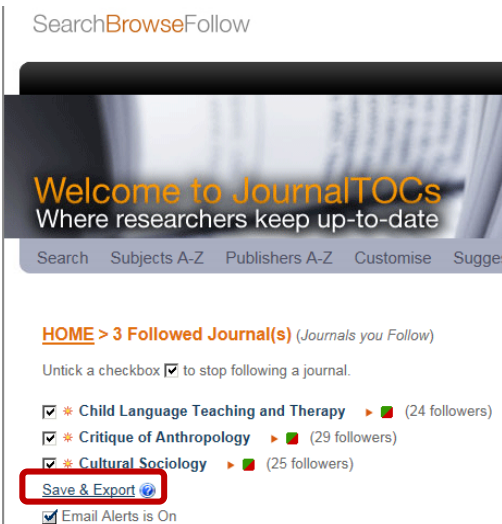 SearchBrowseFollow
Welcome to JournalTOCs
Where researchers keep up-to-date
Search Subjects A-Z Publishers A-Z Customise Sugges
HOME > 3 Followed Journal(s) (Journals you Follow)
Untick a checkbox to stop following a journal.
Child Language Teaching and Therapy (24 followers)
Critique of Anthropology (29 followers)
Cultural Sociology (25 followers)
Save & Export ?
Email Alerts is On